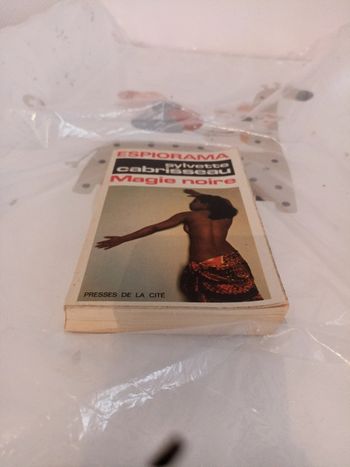 ESPIORAMA
sylvette
cabrisseau
Magie noire
PRESSES DE LA CITÉ